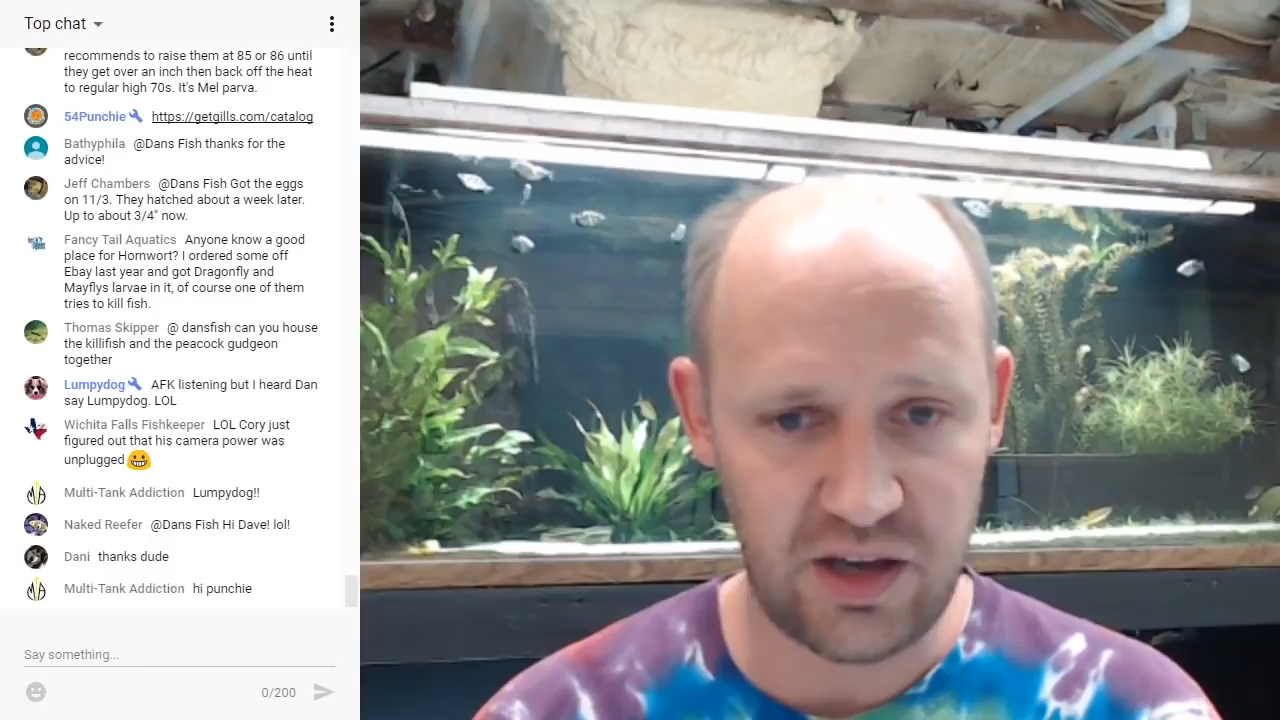 Top chat
recommends to raise them at 85 or 86 until
they get over an inch then back off the heat
to regular high 70s. It's Mel parva.
54Punchie https://getgills.com/catalog
Bathyphila @Dans Fish thanks for the
advice!
Jeff Chambers @Dans Fish Got the eggs
on 11/3. They hatched about a week later.
Up to about 3/4" now.
Fancy Tail Aquatics Anyone know a good
place for Hornwort? I ordered some off
Ebay last year and got Dragonfly and
Mayflys larvae in it, of course one of them
tries to kill fish.
Thomas Skipper @ dansfish can you house
the killifish and the peacock gudgeon
together
Lumpydog AFK listening but I heard Dan
say Lumpydog. LOL
Wichita Falls Fishkeeper LOL Cory just
figured out that his camera power was
unplugged
Multi-Tank Addiction Lumpydog!!
Naked Reefer @Dans Fish Hi Dave! lol!
Dani thanks dude
Multi-Tank Addiction hi punchie
Say something...
0/200